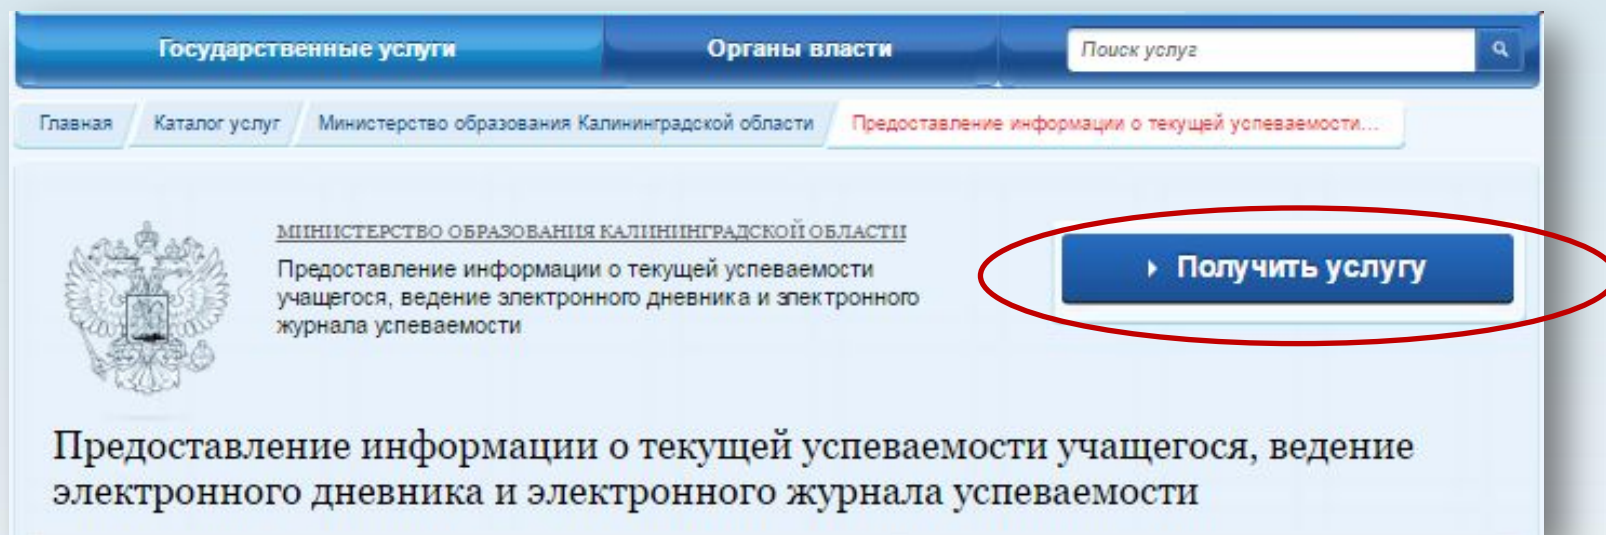 Государственные услуги
Органы власти
Поиск услуг
Главная
Каталог услуг
Министерство образования Калининградской области
Предоставление информации о текущей успеваемости...
МИНИСТЕРСТВО ОБРАЗОВАНИЯ КАЛИНИНГРАДСКОЙ ОБЛАСТИ
Предоставление информации о текущей успеваемости
учащегося, ведение электронного дневника и электронного
журнала успеваемости
Получить услугу
Предоставление информации о текущей успеваемости учащегося, ведение
электронного дневника и электронного журнала успеваемости